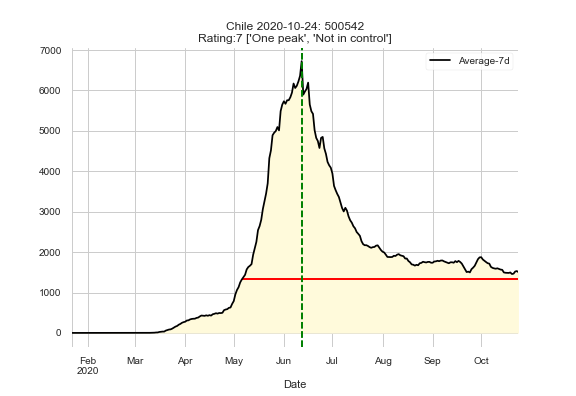 Chile 2020-10-24: 500542
Rating:7 ['One peak', 'Not in control']
Average-7d
7000
6000
5000
4000
3000
2000
1000
0
Feb Mar Apr May Jun Jul Aug Sep Oct
2020
Date